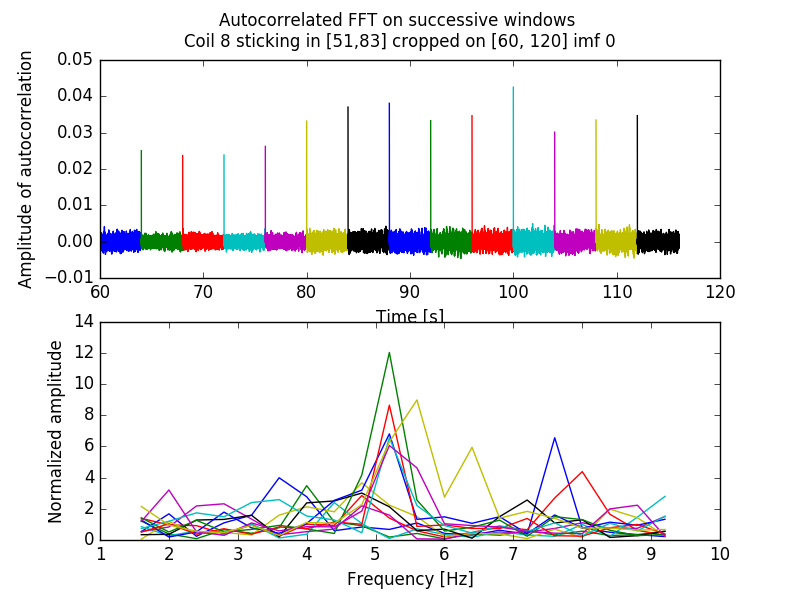 Autocorrelated FFT on successive windows
Coil 8 sticking in [51,83] cropped on [60, 120] imf 0
Amplitude of autocorrelation
0.05
0.04
0.03
0.02
0.01
0.00
−0.01
60 70 80 90 100 110 120
Time [s]
Normalized amplitude
14
12
10
8
6
4
2
0
1 2 3 4 5 6 7 8 9 10
Frequency [Hz]